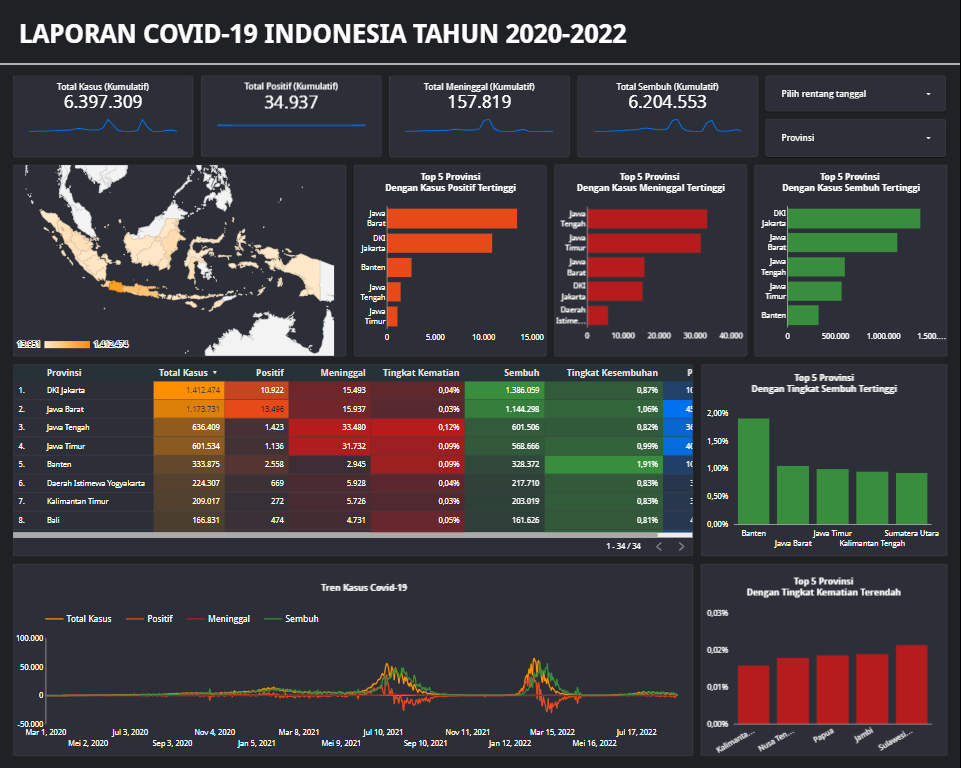 LAPORAN COVID-19 INDONESIA TAHUN 2020-2022
Total Kasus (Kumulatif)
6.397.309
Total Positif (Kumulatif)
34.937
Total Meninggal (Kumulatif)
157.819
Total Sembuh (Kumulatif)
6.204.553
Pilih rentang tanggal
Provinsi
Top 5 Provinsi
Dengan Kasus Positif Tertinggi
Jawa
Barat
DKI
Jakarta
Banten
Jawa
Tengah
Jawa
Timur
0 5.000 10.000 15.000
Top 5 Provinsi
Dengan Kasus Meninggal Tertinggi
Jawa
Tengah
Jawa
Timur
Jawa
Barat
DKI
Jakarta
Daerah
Istime...
0 10.000 20.000 30.000 40.000
Top 5 Provinsi
Dengan Kasus Sembuh Tertinggi
DKI
Jakarta
Jawa
Barat
Jawa
Tengah
Jawa
Timur
Banten
0 500.000 1.000.000 1.500....
Provinsi Total Kasus Positif Meninggal Tingkat Kematian Sembuh Tingkat Kesembuhan P
1. DKI Jakarta 1.412.474 10.922 15.493 0,04% 1.386.059 0,87% 10
2. Jawa Barat 1.173.731 13.496 15.937 0,03% 1.144.298 1,06% 45
3. Jawa Tengah 636.409 1.423 33.480 0,12% 601.506 0,82% 36
4. Jawa Timur 601.534 1.136 31.732 0,09% 568.666 0,99% 40
5. Banten 333.875 2.558 2.945 0,09% 328.372 1,91% 10
6. Daerah Istimewa Yogyakarta 224.307 669 5.928 0,04% 217.710 0,83%
7. Kalimantan Timur 209.017 272 5.726 0,03% 203.019 0,83%
8. Bali 166.831 474 4.731 0,05% 161.626 0,81%
1 - 34 / 34
Top 5 Provinsi
Dengan Tingkat Sembuh Tertinggi
2,00%
1,50%
1,00%
0,50%
0,00%
Banten Jawa Timur Sumatera Utara
Jawa Barat Kalimantan Tengah
Tren Kasus Covid-19
Total Kasus Positif Meninggal Sembuh
100.000
50.000
0
-50.000
Mar 1, 2020 Jul 3, 2020 Nov 4, 2020 Mar 8, 2021 Jul 10, 2021 Nov 11, 2021 Mar 15, 2022 Jul 17, 2022
Mei 2, 2020 Sep 3, 2020 Jan 5, 2021 Mei 9, 2021 Sep 10, 2021 Jan 12, 2022 Mei 16, 2022
Top 5 Provinsi
Dengan Tingkat Kematian Terendah
0,03%
0,02%
0,01%
0,00%
Kalimanta... Nusa Ten... Papua Jambi Sulawesi...